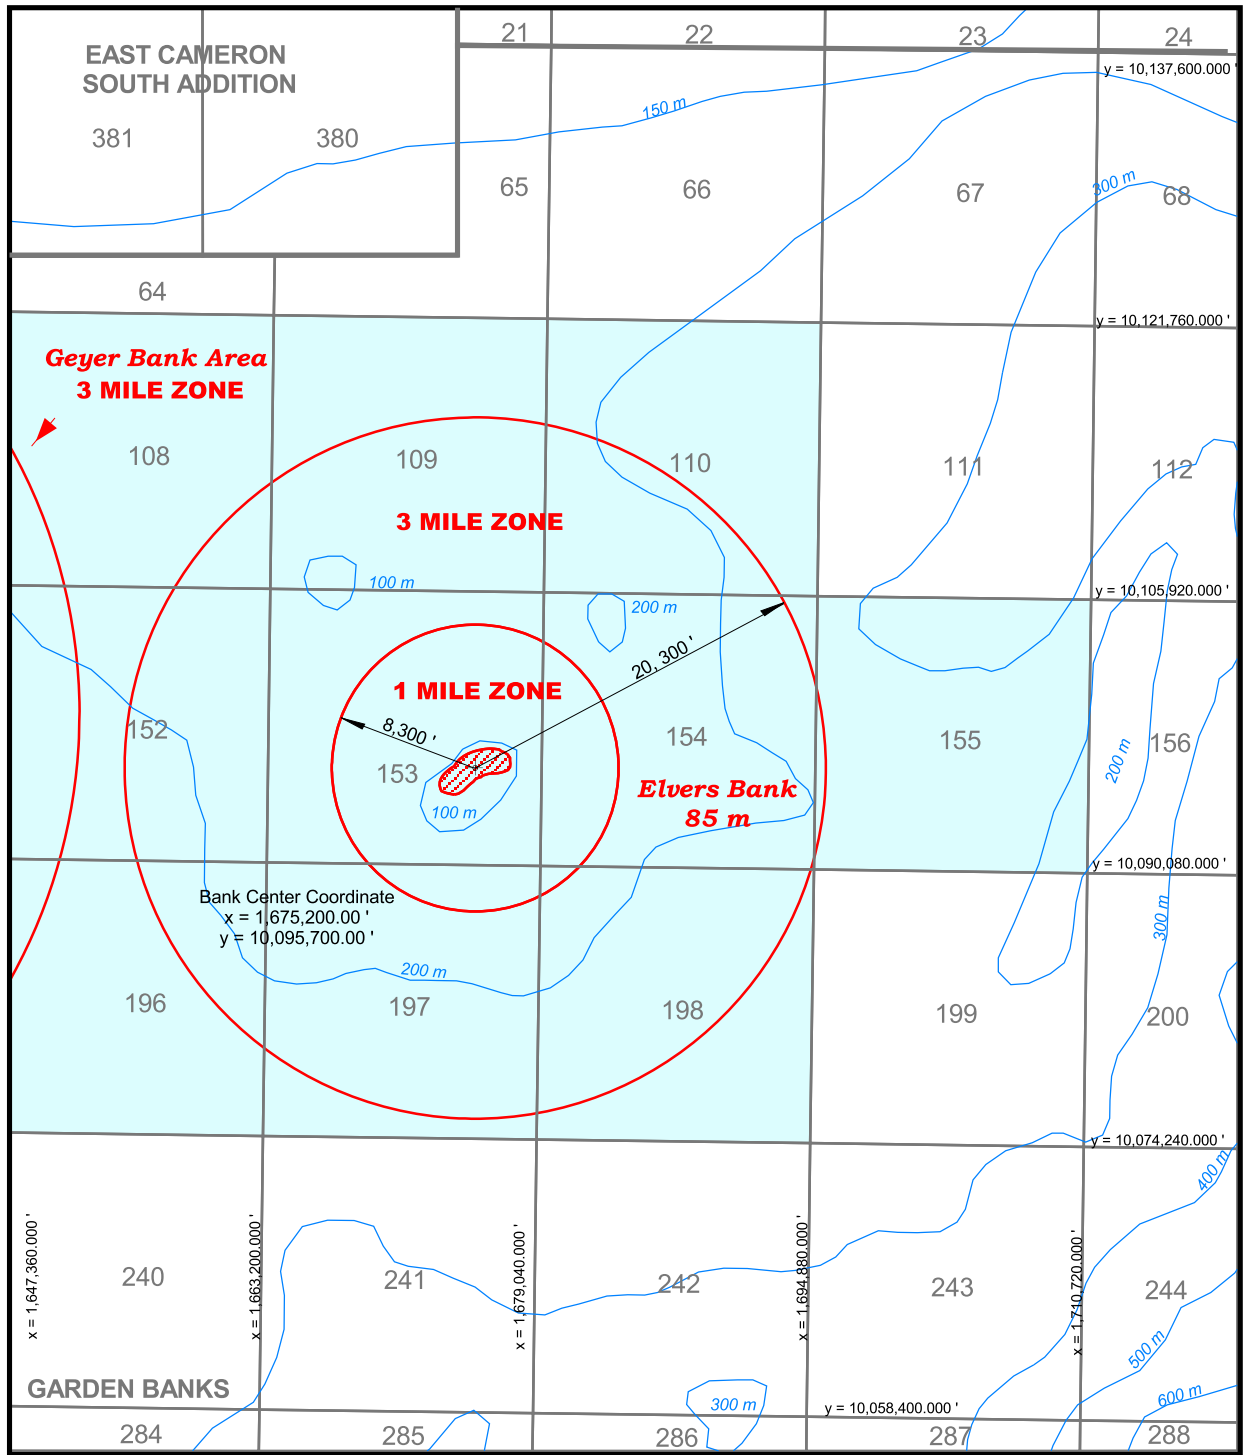 21
22
23
24
EAST CAMERON
SOUTH ADDITION
y = 10,137,600.000 '
150 m
381
380
65
66
67
300 m
68
64
y = 10,121,760.000 '
Geyer Bank Area
3 MILE ZONE
108
109
110
111
112
3 MILE ZONE
100 m
200 m
y = 10,105,920.000 '
20, 300 '
1 MILE ZONE
8,300 '
152
153
154
155
156
200 m
Elvers Bank
85 m
100 m
y = 10,090,080.000 '
Bank Center Coordinate
x = 1,675,200.00 '
y = 10,095,700.00 '
300 m
200 m
196
197
198
199
200
y = 10,074,240.000 '
400 m
x = 1,647,360.000 '
x = 1,663,200.000 '
x = 1,679,040.000 '
x = 1,694,880.000 '
x = 1,710,720.000 '
240
241
242
243
244
500 m
GARDEN BANKS
300 m
600 m
y = 10,058,400.000 '
284
285
286
287
288